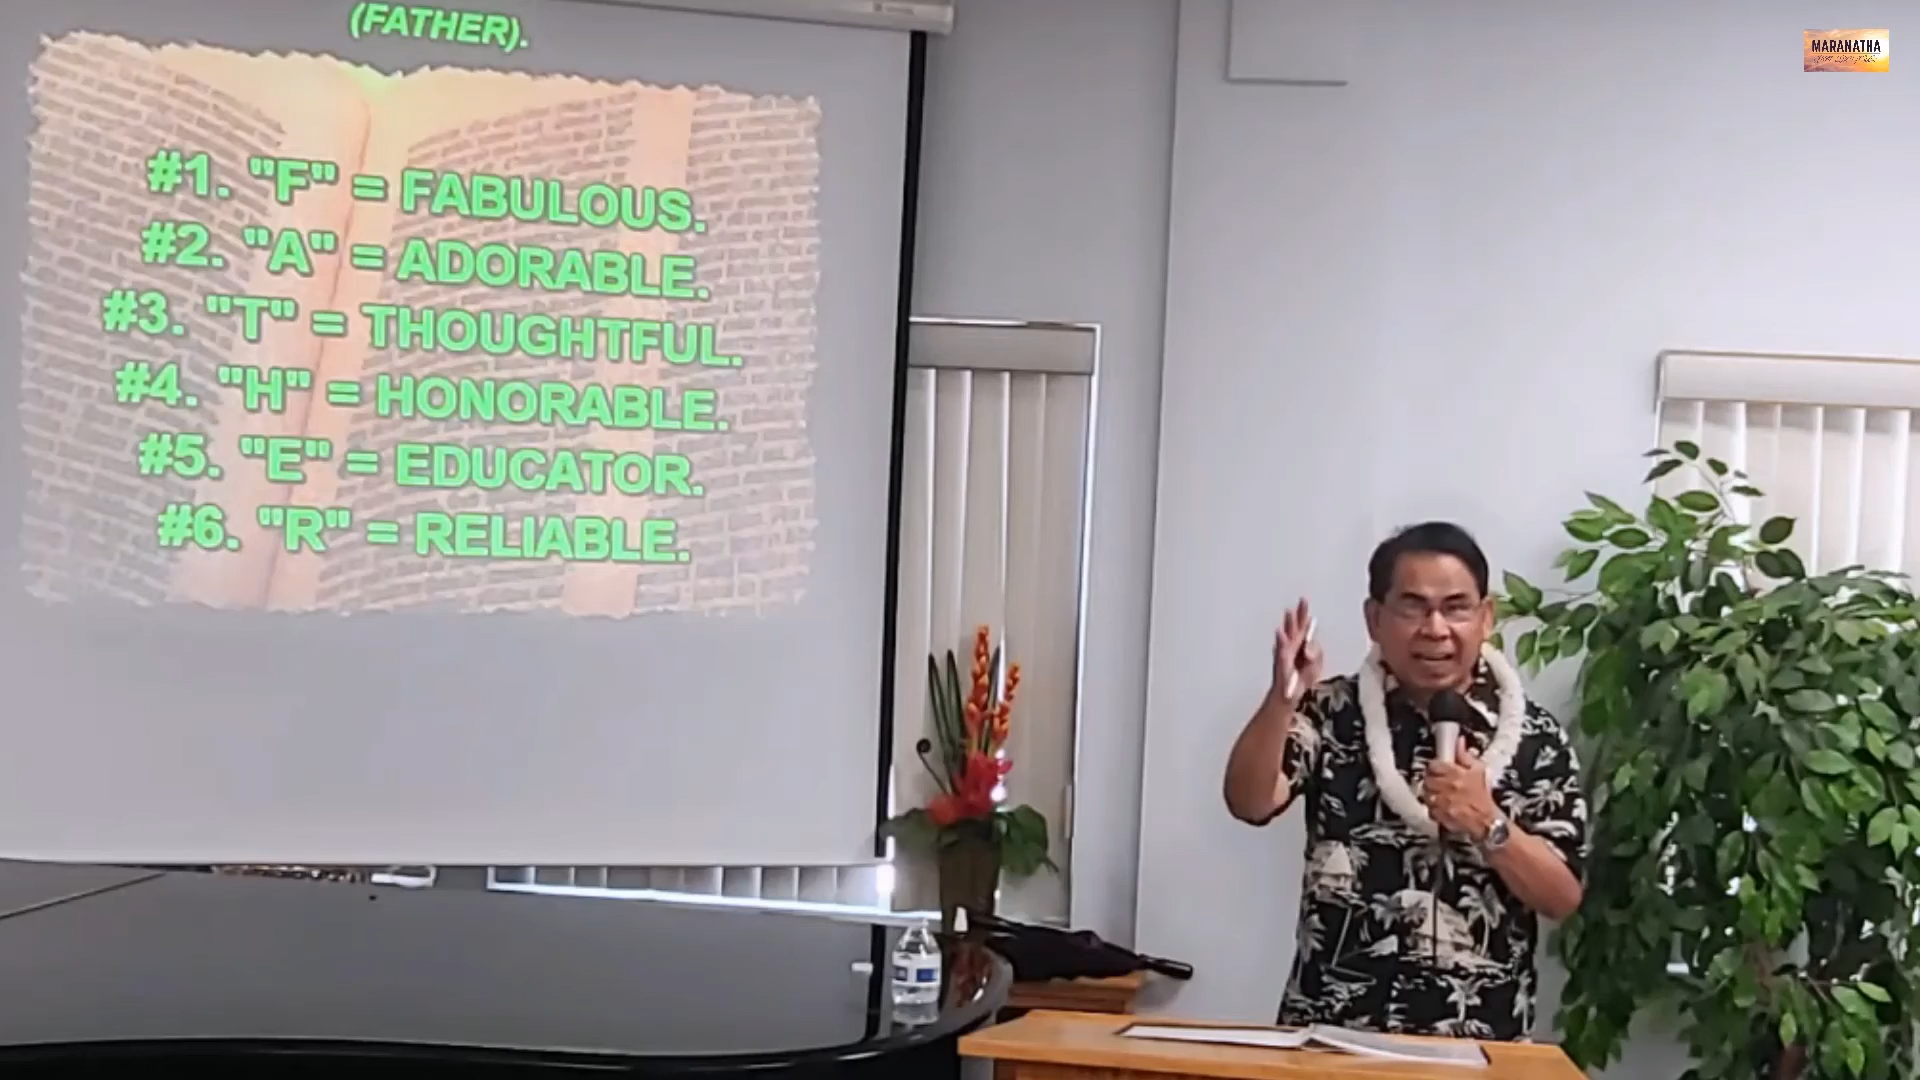 (FATHER).
#1. "F" = FABULOUS.
#2. "A" = ADORABLE.
#3. "T" = THOUGHTFUL.
#4. "H" = HONORABLE.
#5. "E" = EDUCATOR.
#6. "R" = RELIABLE.
MARANATHA